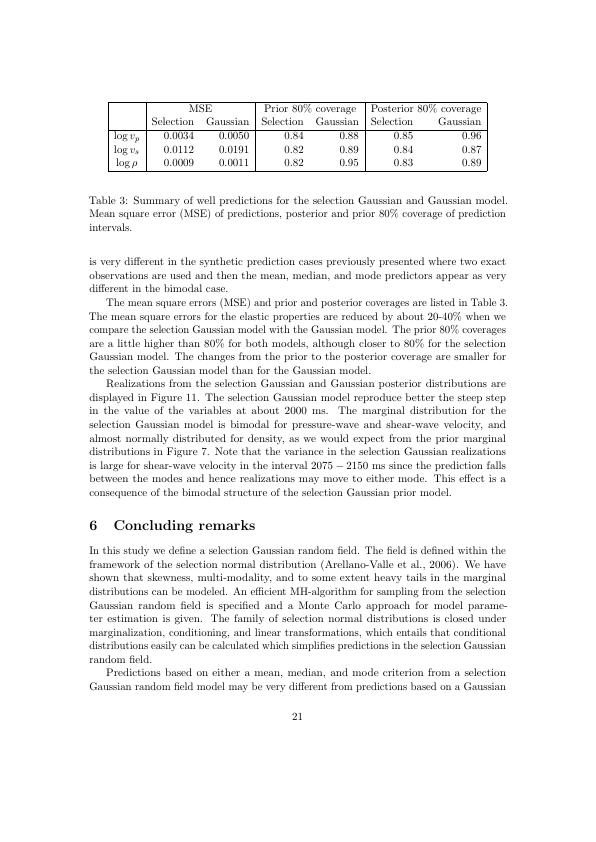 MSE Prior 80% coverage Posterior 80% coverage
Selection Gaussian Selection Gaussian Selection Gaussian
log vp 0.0034 0.0050 0.84 0.88 0.85 0.96
log vs 0.0112 0.0191 0.82 0.89 0.84 0.87
log ρ 0.0009 0.0011 0.82 0.95 0.83 0.89
Table 3: Summary of well predictions for the selection Gaussian and Gaussian model.
Mean square error (MSE) of predictions, posterior and prior 80% coverage of prediction
intervals.
is very different in the synthetic prediction cases previously presented where two exact
observations are used and then the mean, median, and mode predictors appear as very
different in the bimodal case.
The mean square errors (MSE) and prior and posterior coverages are listed in Table 3.
The mean square errors for the elastic properties are reduced by about 20-40% when we
compare the selection Gaussian model with the Gaussian model. The prior 80% coverages
are a little higher than 80% for both models, although closer to 80% for the selection
Gaussian model. The changes from the prior to the posterior coverage are smaller for
the selection Gaussian model than for the Gaussian model.
Realizations from the selection Gaussian and Gaussian posterior distributions are
displayed in Figure 11. The selection Gaussian model reproduce better the steep step
in the value of the variables at about 2000 ms. The marginal distribution for the
selection Gaussian model is bimodal for pressure-wave and shear-wave velocity, and
almost normally distributed for density, as we would expect from the prior marginal
distributions in Figure 7. Note that the variance in the selection Gaussian realizations
is large for shear-wave velocity in the interval 2075 − 2150 ms since the prediction falls
between the modes and hence realizations may move to either mode. This effect is a
consequence of the bimodal structure of the selection Gaussian prior model.
6 Concluding remarks
In this study we define a selection Gaussian random field. The field is defined within the
framework of the selection normal distribution (Arellano-Valle et al., 2006). We have
shown that skewness, multi-modality, and to some extent heavy tails in the marginal
distributions can be modeled. An efficient MH-algorithm for sampling from the selection
Gaussian random field is specified and a Monte Carlo approach for model parame-
ter estimation is given. The family of selection normal distributions is closed under
marginalization, conditioning, and linear transformations, which entails that conditional
distributions easily can be calculated which simplifies predictions in the selection Gaussian
random field.
Predictions based on either a mean, median, and mode criterion from a selection
Gaussian random field model may be very different from predictions based on a Gaussian
21